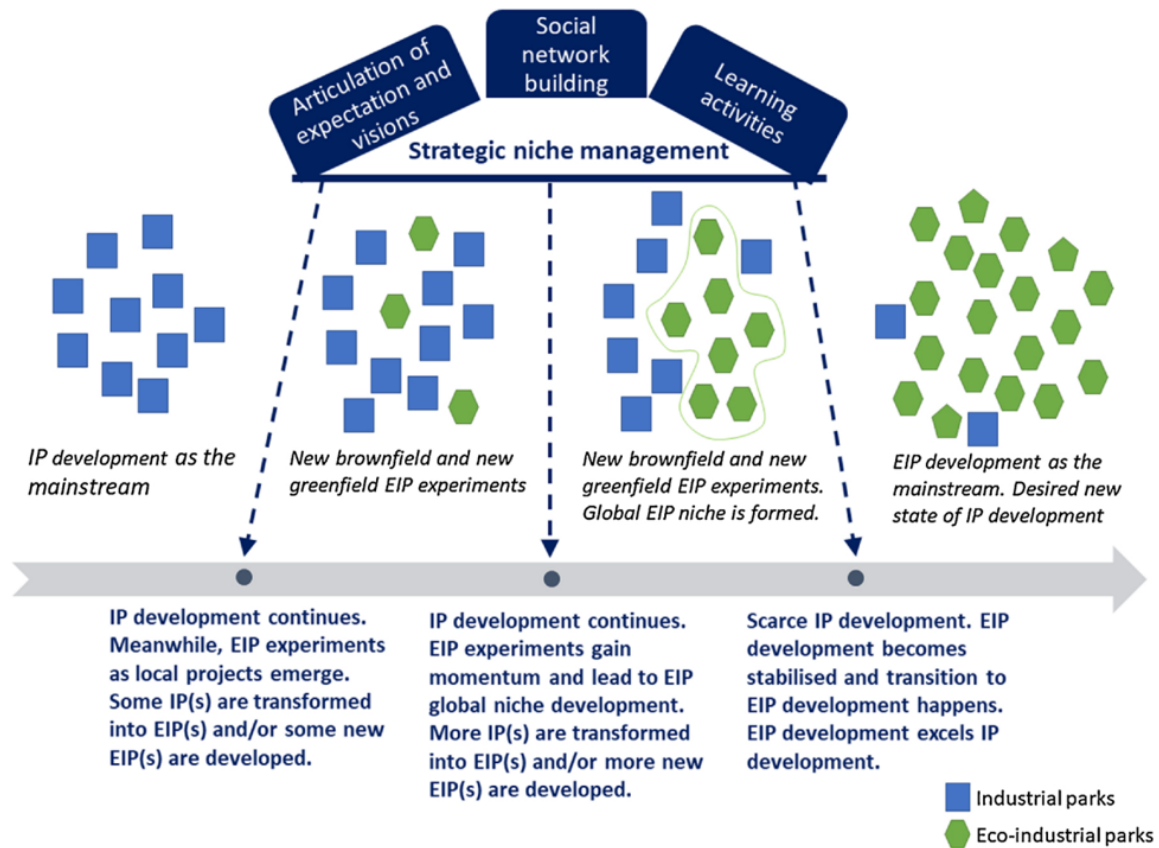 Articulation of
expectation and
visions
Social
network
building
Learning
activities
Strategic niche management
IP development as the
mainstream
New brownfield and new
greenfield EIP experiments
New brownfield and new
greenfield EIP experiments.
Global EIP niche is formed.
EIP development as the
mainstream. Desired new
state of IP development
IP development continues.
Meanwhile, EIP experiments
as local projects emerge.
Some IP(s) are transformed
into EIP(s) and/or some new
EIP(s) are developed.
IP development continues.
EIP experiments gain
momentum and lead to EIP
global niche development.
More IP(s) are transformed
into EIP(s) and/or more new
EIP(s) are developed.
Scarce IP development. EIP
development becomes
stabilised and transition to
EIP development happens.
EIP development excels IP
development.
Industrial parks
Eco-industrial parks